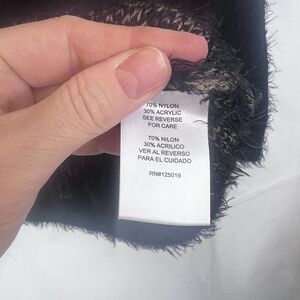 70% NYLON
30% ACRYLIC
SEE REVERSE
FOR CARE
70% NILON
30% ACRILICO
VER AL REVERSO
PARA EL CUIDADO
RN#125019